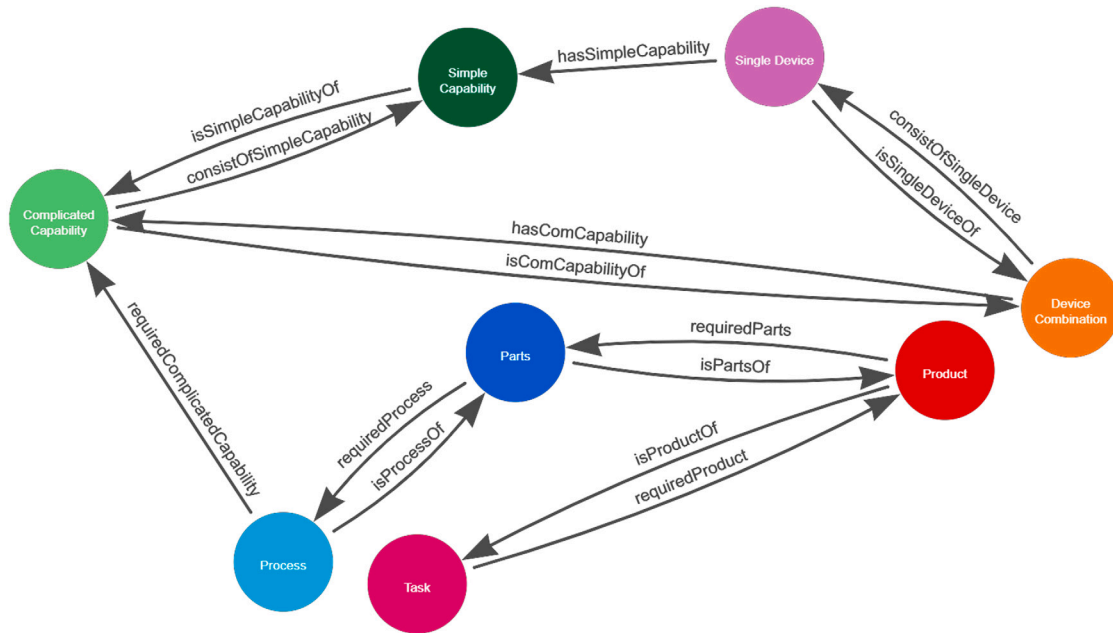 hasSimpleCapability
Single Device
Simple
Capability
isSimpleCapabilityOf
consistOfSimpleCapability
consistOfSingleDevice
isSingleDeviceOf
Complicated
Capability
hasComCapability
isComCapabilityOf
Device
Combination
requiredComplicatedCapability
Parts
requiredParts
isPartsOf
Product
requiredProcess
isProcessOf
isProductOf
requiredProduct
Process
Task